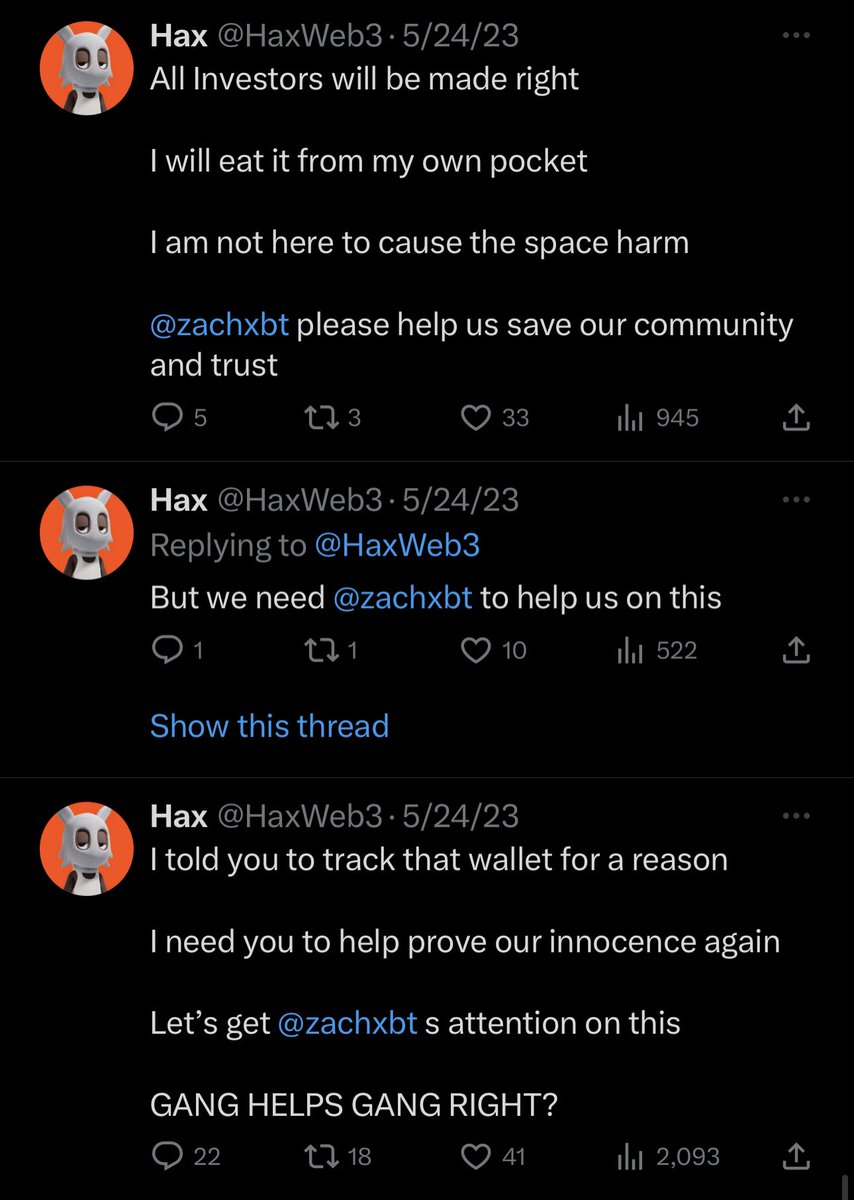 Hax @HaxWeb3 · 5/24/23
All Investors will be made right
I will eat it from my own pocket
I am not here to cause the space harm
@zachxbt please help us save our community
and trust
5 3 33 945
Hax @HaxWeb3 · 5/24/23
Replying to @HaxWeb3
But we need @zachxbt to help us on this
1 1 10 522
Show this thread
Hax @HaxWeb3 · 5/24/23
I told you to track that wallet for a reason
I need you to help prove our innocence again
Let’s get @zachxbt s attention on this
GANG HELPS GANG RIGHT?
22 18 41 2,093